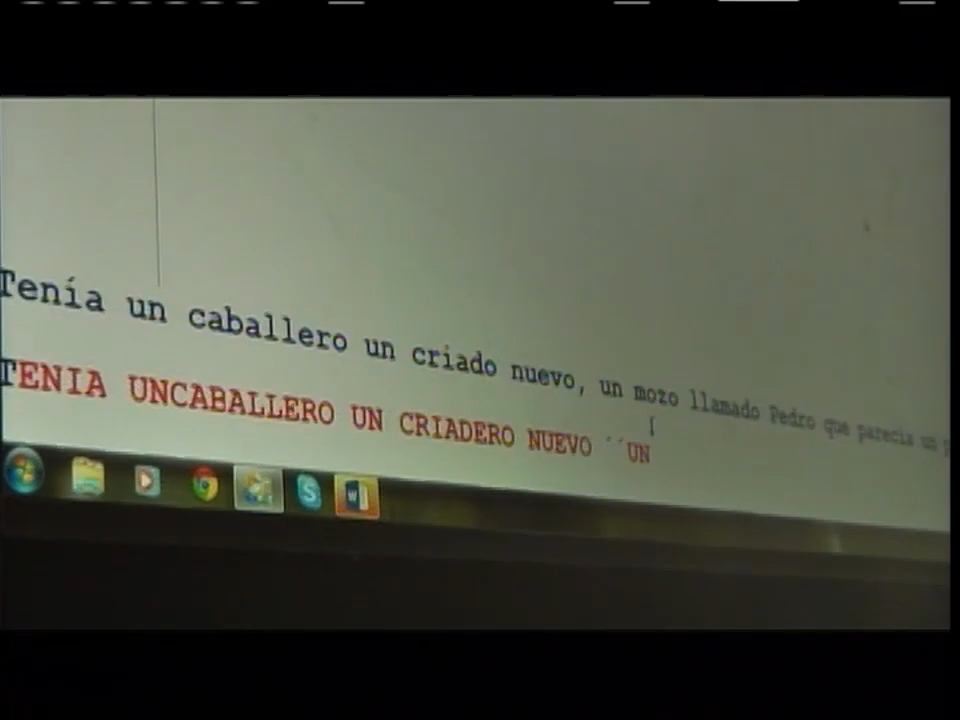 Tenía un caballero un criado nuevo, un mozo llamado Pedro que parecía un
TENIA UNCABALLERO UN CRIADERO NUEVO ´´UN